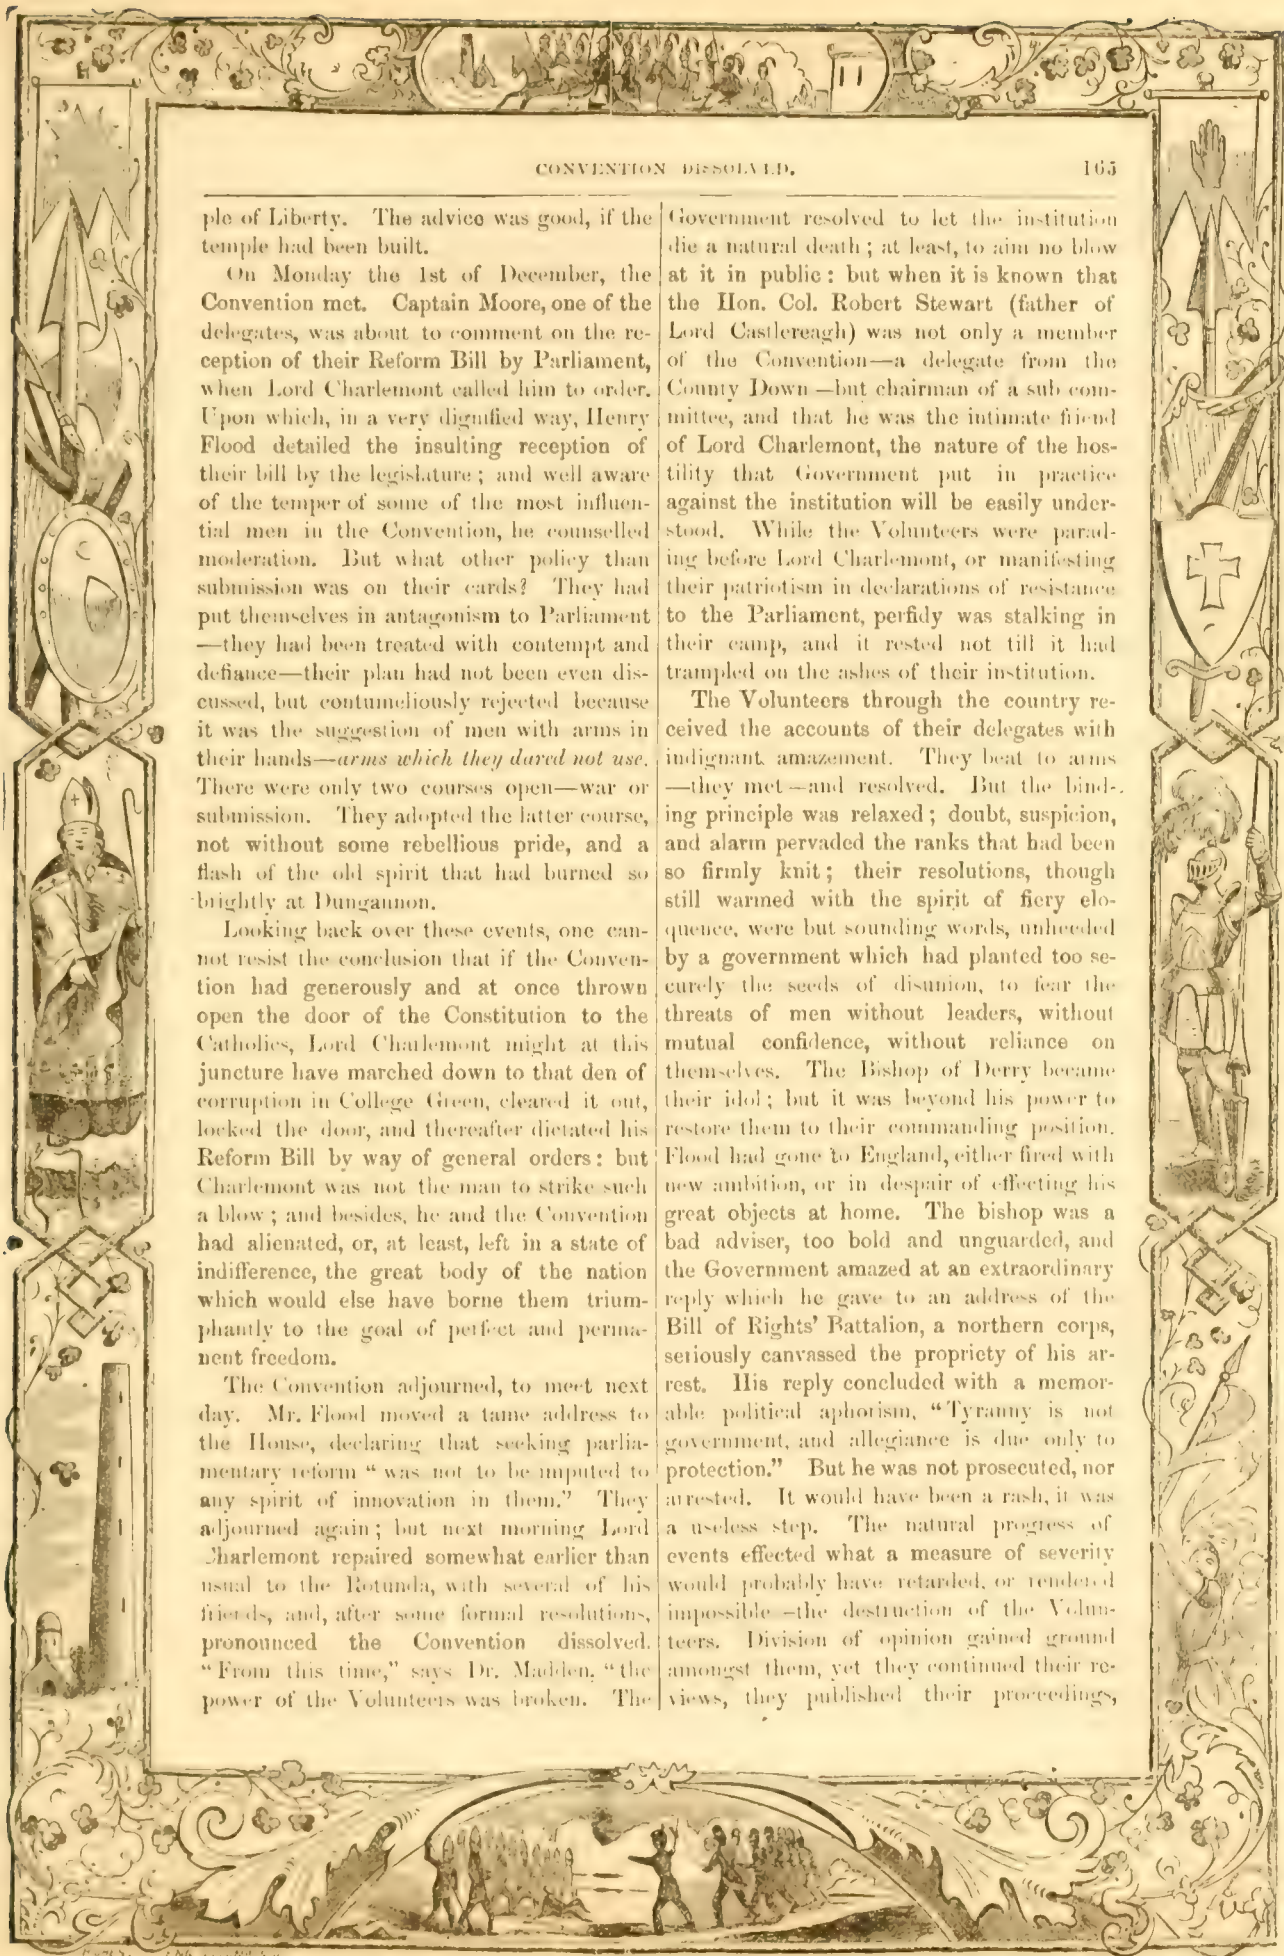 CONVENTION DISSOLVED. 165
ple of Liberty. The advice was good, if the
temple had been built.
On Monday the 1st of December, the
Convention met. Captain Moore, one of the
delegates, was about to comment on the re-
ception of their Reform Bill by Parliament,
when Lord Charlemont called him to order.
Upon which, in a very dignified way, Henry
Flood detailed the insulting reception of
their bill by the legislature; and well aware
of the temper of some of the most influen-
tial men in the Convention, he counselled
moderation. But what other policy than
submission was on their cards? They had
put themselves in antagonism to Parliament
—they had been treated with contempt and
defiance—their plan had not been even dis-
cussed, but contumeliously rejected because
it was the suggestion of men with arms in
their hands—arms which they dared not use.
There were only two courses open—war or
submission. They adopted the latter course,
not without some rebellious pride, and a
flash of the old spirit that had burned so
brightly at Dungannon.
Looking back over these events, one can-
not resist the conclusion that if the Conven-
tion had generously and at once thrown
open the door of the Constitution to the
Catholics, Lord Charlemont might at this
juncture have marched down to that den of
corruption in College Green, cleared it out,
locked the door, and thereafter dictated his
Reform Bill by way of general orders: but
Charlemont was not the man to strike such
a blow; and besides, he and the Convention
had alienated, or, at least, left in a state of
indifference, the great body of the nation
which would else have borne them trium-
phantly to the goal of perfect and perma-
nent freedom.
The Convention adjourned, to meet next
day. Mr. Flood moved a tame address to
the House, declaring that seeking parlia-
mentary reform "was not to be imputed to
any spirit of innovation in them." They
adjourned again; but next morning Lord
Charlemont repaired somewhat earlier than
usual to the Rotunda, with several of his
friends, and, after some formal resolutions,
pronounced the Convention dissolved.
"From this time," says Dr. Madden, "the
power of the Volunteers was broken. The
Government resolved to let the institution
die a natural death; at least, to aim no blow
at it in public: but when it is known that
the Hon. Col. Robert Stewart (father of
Lord Castlereagh) was not only a member
of the Convention—a delegate from the
County Down—but chairman of a sub com-
mittee, and that he was the intimate friend
of Lord Charlemont, the nature of the hos-
tility that Government put in practice
against the institution will be easily under-
stood. While the Volunteers were parad-
ing before Lord Charlemont, or manifesting
their patriotism in declarations of resistance
to the Parliament, perfidy was stalking in
their camp, and it rested not till it had
trampled on the ashes of their institution.
The Volunteers through the country re-
ceived the accounts of their delegates with
indignant amazement. They beat to arms
—they met—and resolved. But the bind-
ing principle was relaxed; doubt, suspicion,
and alarm pervaded the ranks that had been
so firmly knit; their resolutions, though
still warmed with the spirit of fiery elo-
quence, were but sounding words, unheeded
by a government which had planted too se-
curely the seeds of disunion, to fear the
threats of men without leaders, without
mutual confidence, without reliance on
themselves. The Bishop of Derry became
their idol; but it was beyond his power to
restore them to their commanding position.
Flood had gone to England, either fired with
new ambition, or in despair of effecting his
great objects at home. The bishop was a
bad adviser, too bold and unguarded, and
the Government amazed at an extraordinary
reply which he gave to an address of the
Bill of Rights' Battalion, a northern corps,
seriously canvassed the propriety of his ar-
rest. His reply concluded with a memor-
able political aphorism, "Tyranny is not
government, and allegiance is due only to
protection." But he was not prosecuted, nor
arrested. It would have been a rash, it was
a useless step. The natural progress of
events effected what a measure of severity
would probably have retarded, or rendered
impossible—the destruction of the Volun-
teers. Division of opinion gained ground
amongst them, yet they continued their re-
views, they published their proceedings,